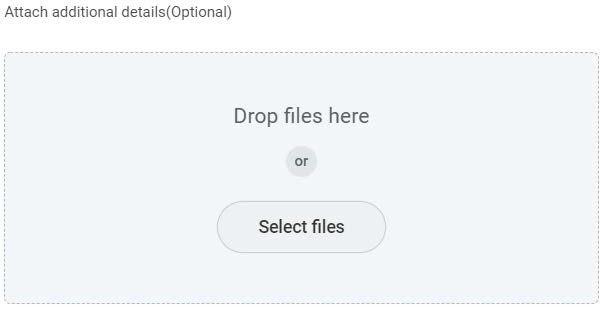 Attach additional details(Optional)
Drop files here
or
Select files